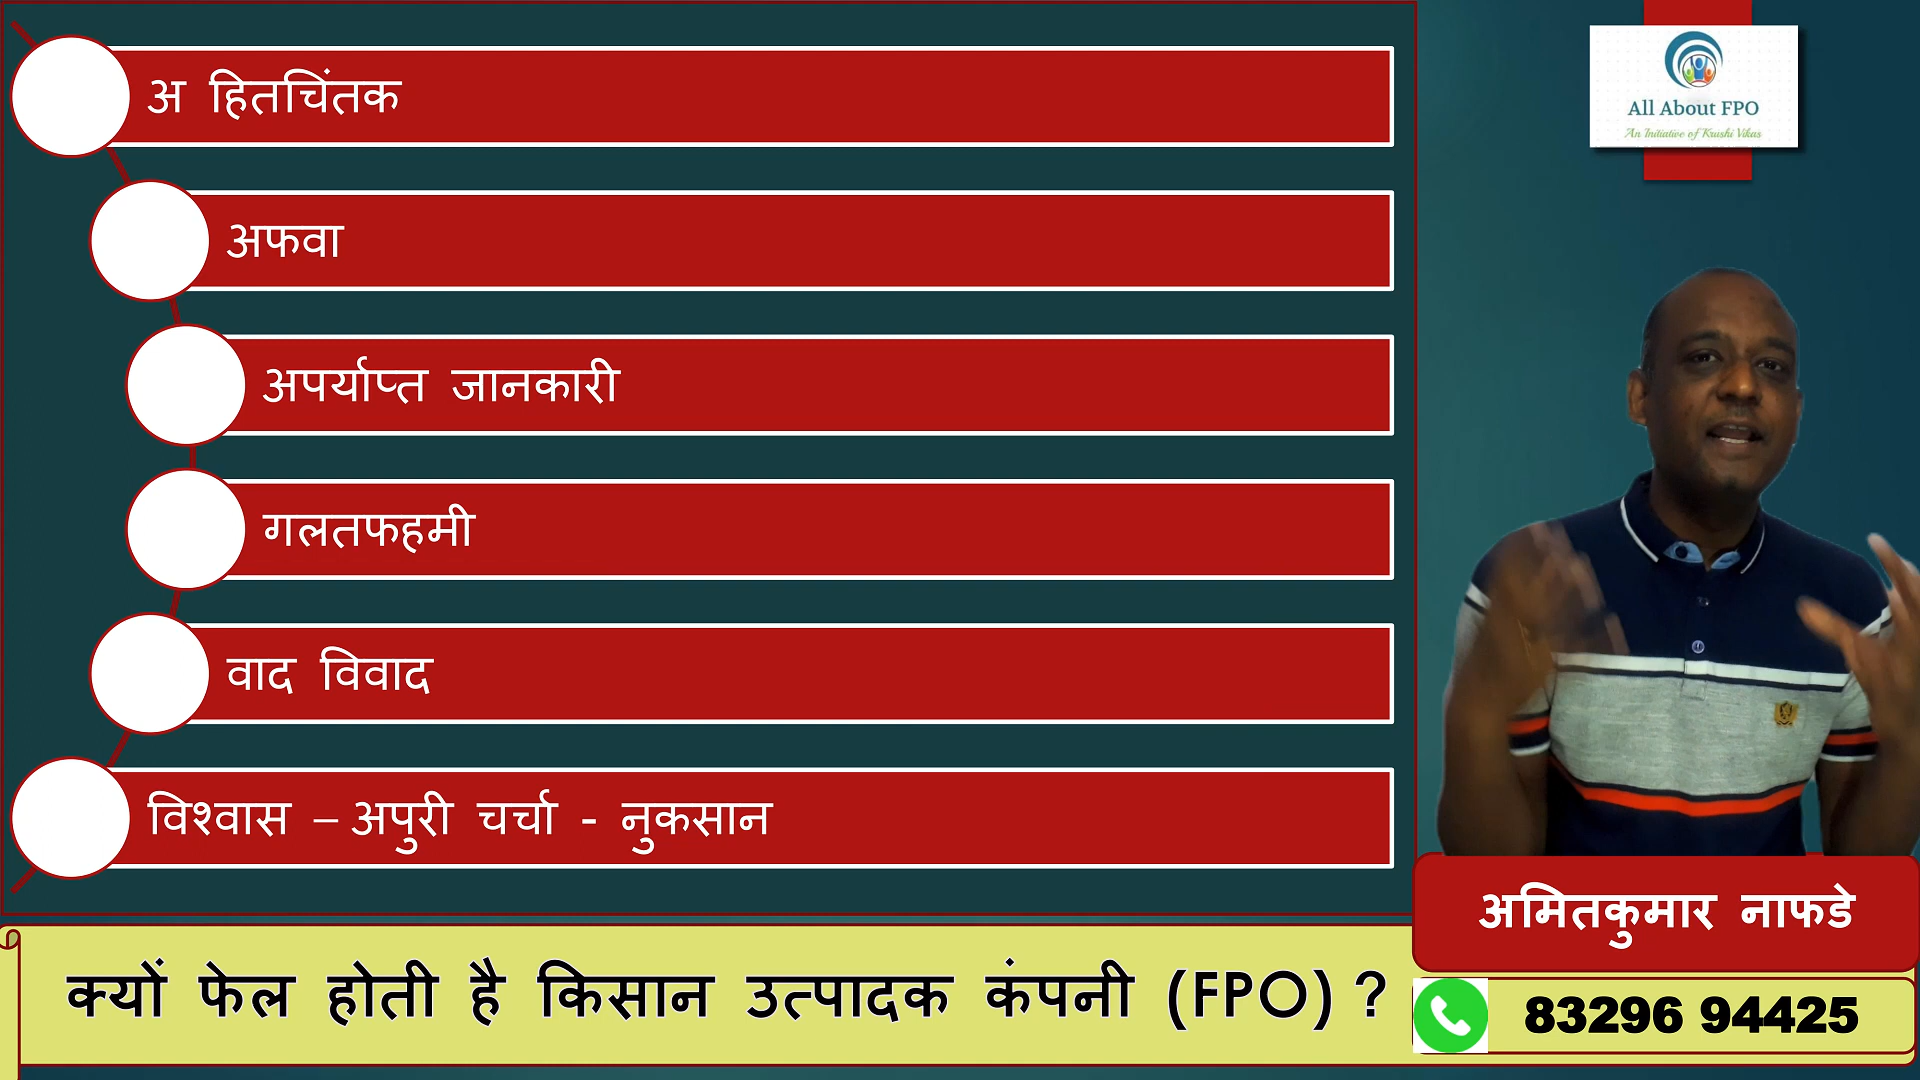 अ हितचिंतक
अफवा
अपर्याप्त जानकारी
गलतफहमी
वाद विवाद
विश्वास – अपुरी चर्चा - नुकसान
All About FPO
An Initiative of Krushi Vikas
अमितकुमार नाफडे
क्यों फेल होती है किसान उत्पादक कंपनी (FPO) ?
83296 94425